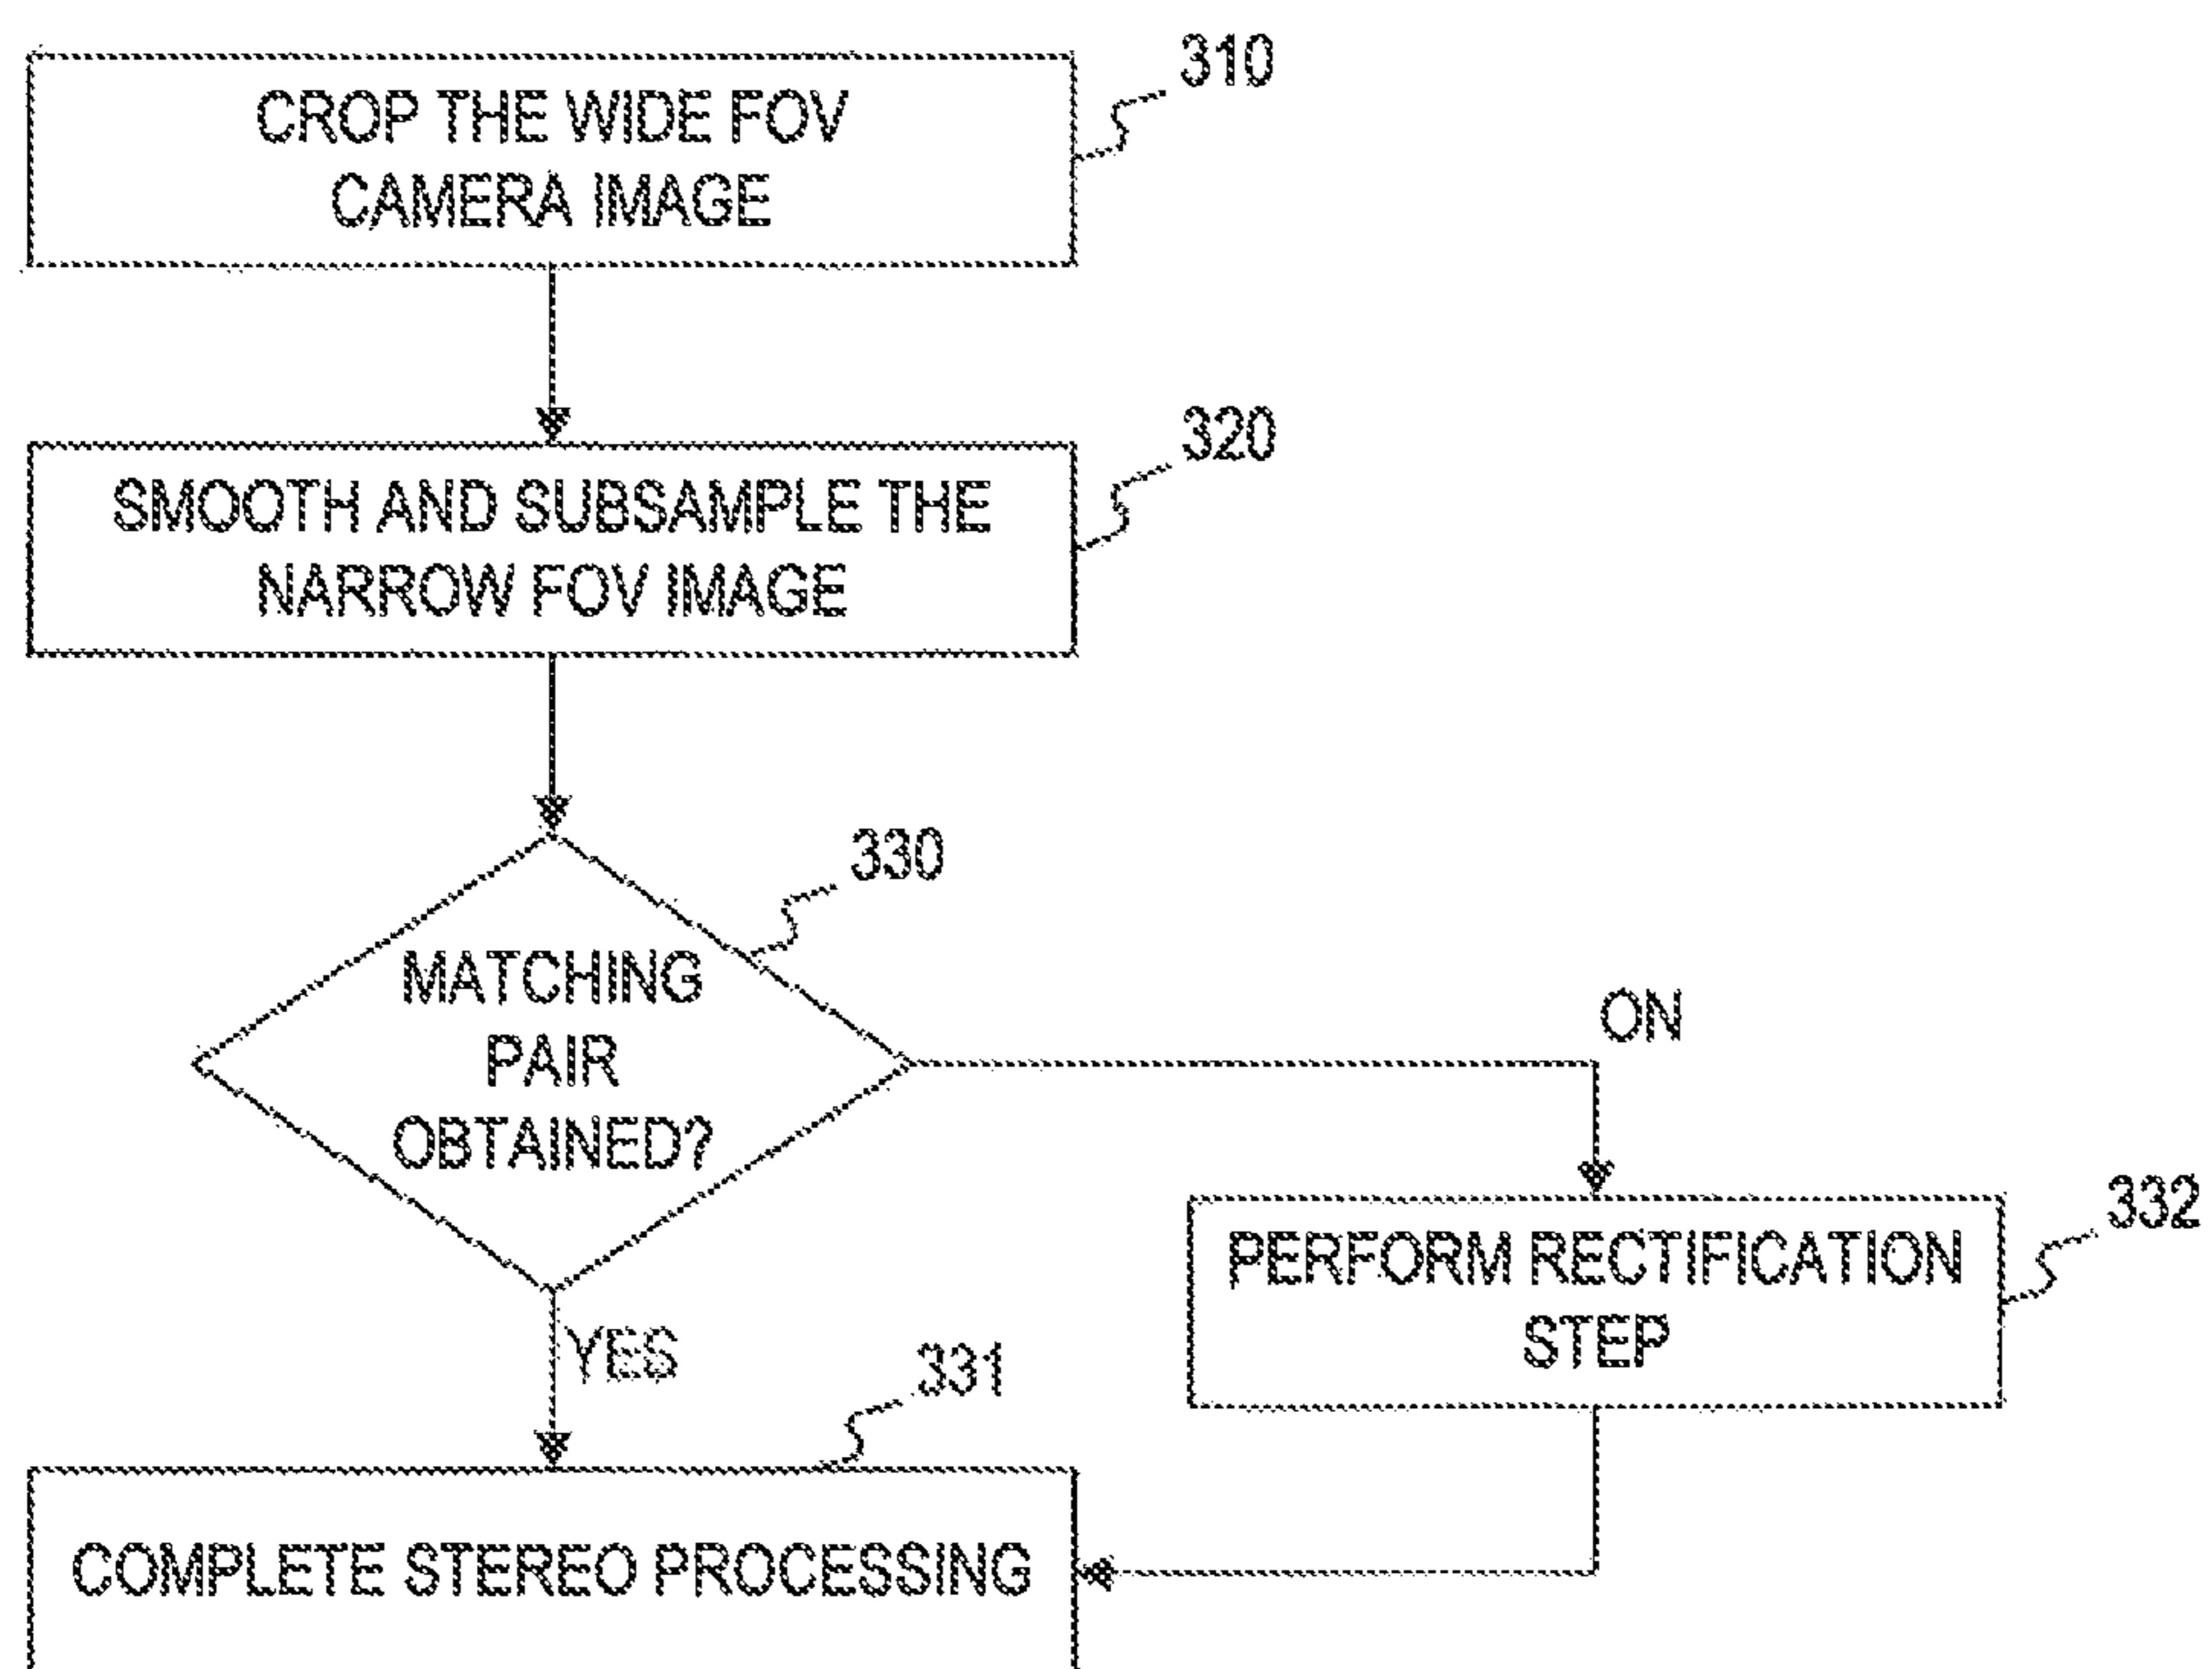 310
CROP THE WIDE FOV
CAMERA IMAGE
320
SMOOTH AND SUBSAMPLE THE
NARROW FOV IMAGE
330
MATCHING
PAIR
OBTAINED?
ON
332
PERFORM RECTIFICATION
STEP
YES
331
COMPLETE STEREO PROCESSING